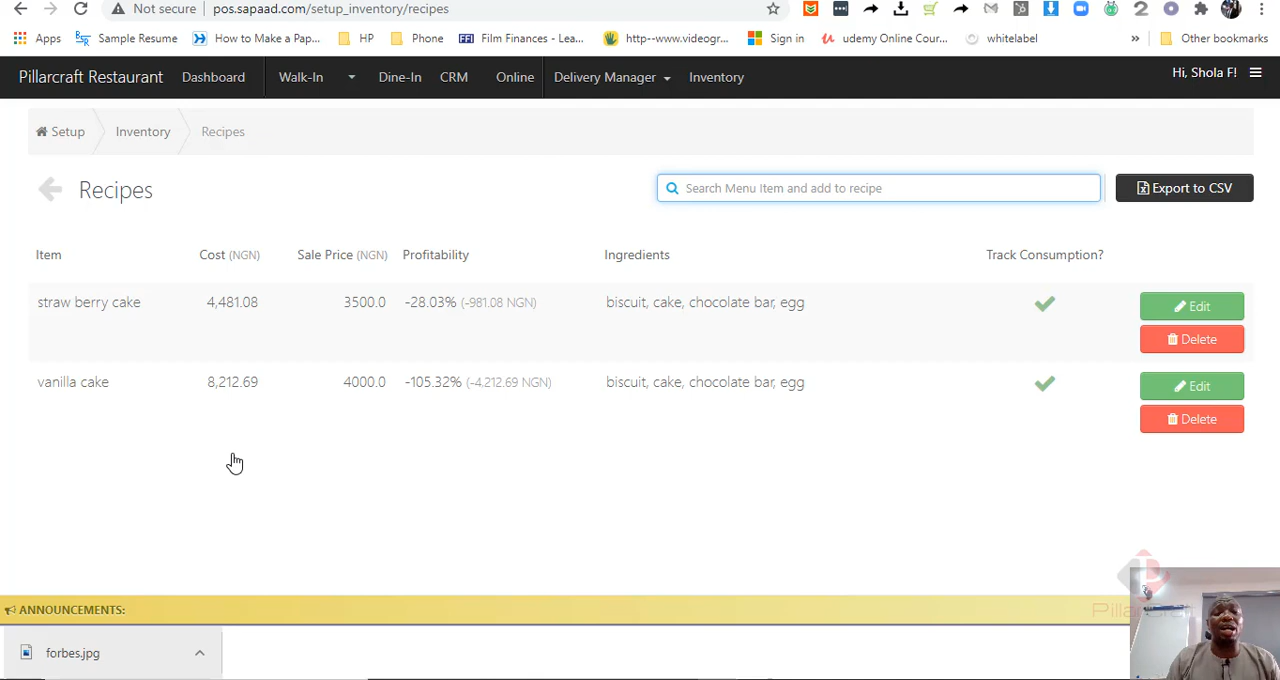 Not secure | pos.sapaad.com/setup_inventory/recipes
Apps Sample Resume How to Make a Pap... HP Phone FFI Film Finances - Lea... http--www.videogr... Sign in udemy Online Cour... whitelabel » Other bookmarks
Pillarcraft Restaurant Dashboard Walk-In Dine-In CRM Online Delivery Manager Inventory Hi, Shola F!
Setup Inventory Recipes
Recipes Search Menu Item and add to recipe Export to CSV
Item Cost (NGN) Sale Price (NGN) Profitability Ingredients Track Consumption?
straw berry cake 4,481.08 3500.0 -28.03% (-981.08 NGN) biscuit, cake, chocolate bar, egg Edit
Delete
vanilla cake 8,212.69 4000.0 -105.32% (-4,212.69 NGN) biscuit, cake, chocolate bar, egg Edit
Delete
ANNOUNCEMENTS:
forbes.jpg